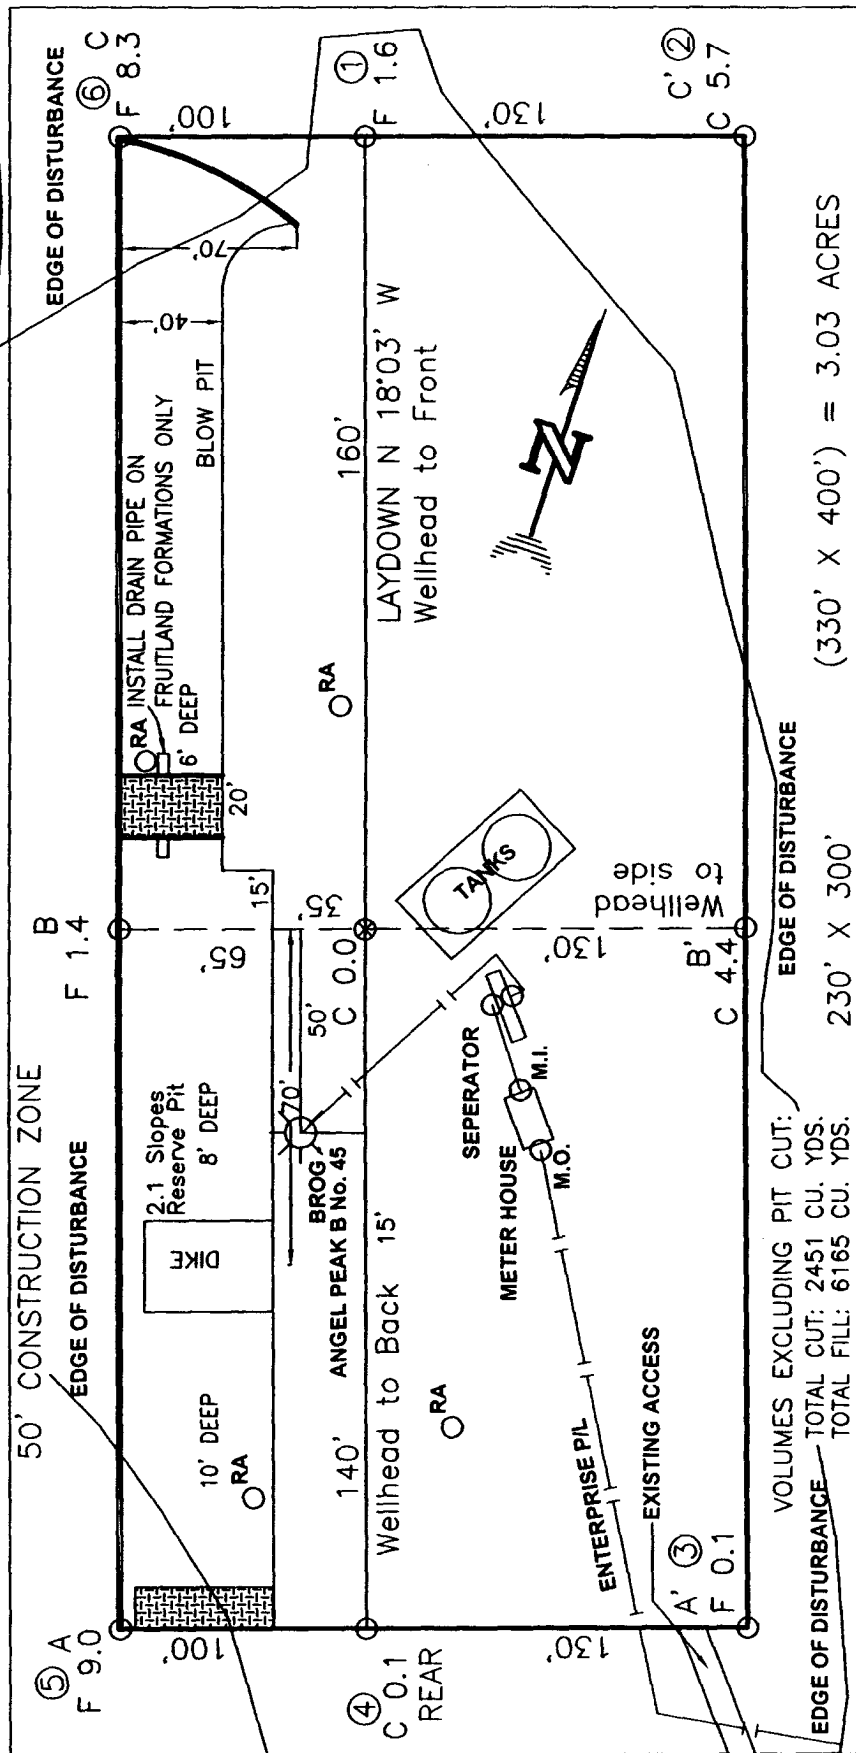 50' CONSTRUCTION ZONE
EDGE OF DISTURBANCE
EDGE OF DISTURBANCE
⑤ A
F 9.0
B
F 1.4
⑥ C
F 8.3
100'
10' DEEP
RA
DIKE
2.1 Slopes
Reserve Pit
8' DEEP
65'
15'
20'
RA
INSTALL DRAIN PIPE ON
FRUITLAND FORMATIONS ONLY
6' DEEP
BLOW PIT
40'
70'
100'
70'
50'
35'
BROG
ANGEL PEAK B No. 45
④
C 0.1
REAR
140'
Wellhead to Back
15'
C 0.0
RA
160'
LAYDOWN N 18°03' W
Wellhead to Front
①
F 1.6
RA
TANKS
N
SEPERATOR
METER HOUSE
M.I.
M.O.
ENTERPRISE P/L
EXISTING ACCESS
130'
130'
Wellhead
to side
130'
A' ③
F 0.1
B'
C 4.4
C' ②
C 5.7
EDGE OF DISTURBANCE
EDGE OF DISTURBANCE
VOLUMES EXCLUDING PIT CUT:
TOTAL CUT: 2451 CU. YDS.
TOTAL FILL: 6165 CU. YDS.
230' X 300'
(330' X 400') = 3.03 ACRES